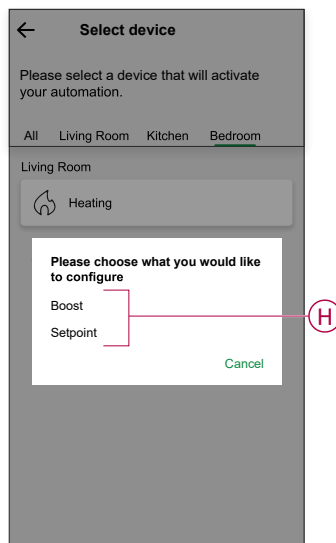 Select device
Please select a device that will activate
your automation.
All Living Room Kitchen Bedroom
Living Room
Heating
Please choose what you would like
to configure
Boost
Setpoint
H
Cancel